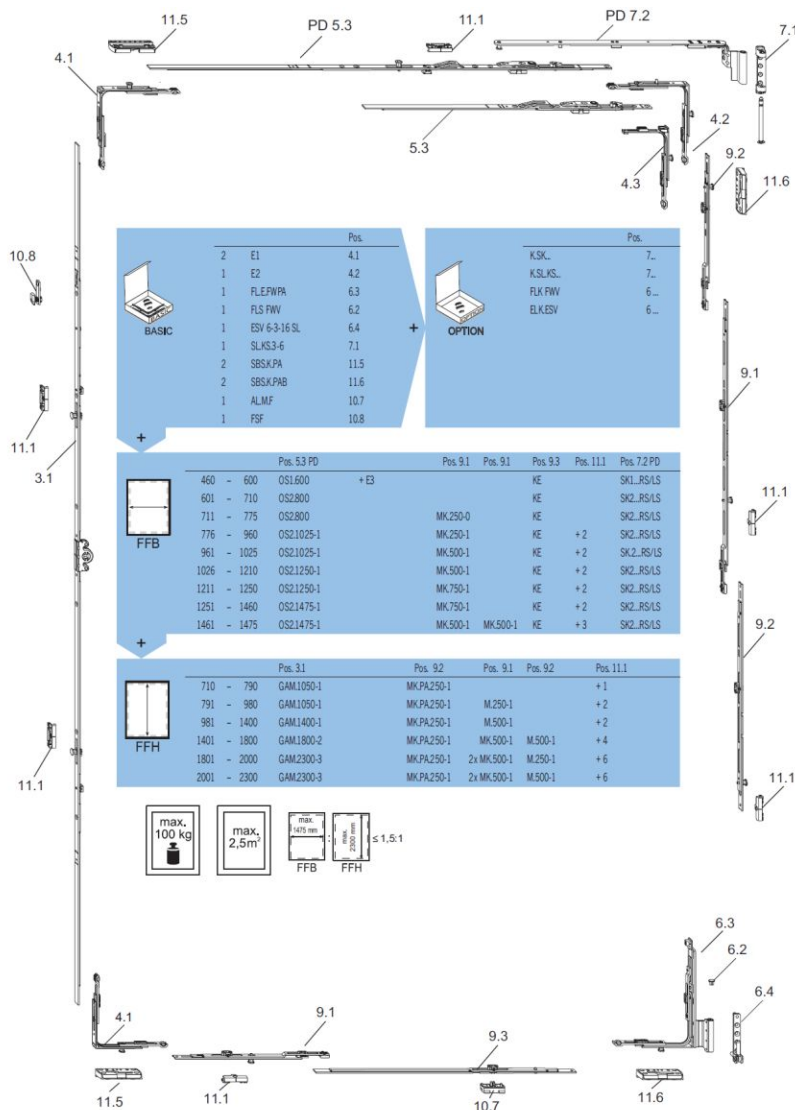 11.5
PD 5.3
11.1
PD 7.2
7.1
4.1
5.3
4.3
4.2
9.2
11.6
10.8
11.1
3.1
BASIC
Pos.
2 E1 4.1
1 E2 4.2
1 FL.E.FWPA 6.3
1 FLS FWV 6.2
1 ESV 6-3-16 SL 6.4
1 SL.KS.3-6 7.1
2 SBS.K.PA 11.5
2 SBS.K.PAB 11.6
1 AL.M.F 10.7
1 FSF 10.8
+
OPTION
Pos.
K.SK... 7...
K.SL.KS... 7...
FLK FWV 6 ...
ELK.ESV 6 ...
9.1
11.1
+
FFB
Pos. 5.3 PD Pos. 9.1 Pos. 9.1 Pos. 9.3 Pos. 11.1 Pos. 7.2 PD
460 – 600 OS1.600 + E3 KE SK1...RS/LS
601 – 710 OS2.800 KE SK2...RS/LS
711 – 775 OS2.800 MK.250-0 KE SK2...RS/LS
776 – 960 OS2.1025-1 MK.250-1 KE + 2 SK2...RS/LS
961 – 1025 OS2.1025-1 MK.500-1 KE + 2 SK.2...RS/LS
1026 – 1210 OS2.1250-1 MK.500-1 KE + 2 SK2...RS/LS
1211 – 1250 OS2.1250-1 MK.750-1 KE + 2 SK2...RS/LS
1251 – 1460 OS2.1475-1 MK.750-1 KE + 2 SK2...RS/LS
1461 – 1475 OS2.1475-1 MK.500-1 MK.500-1 KE + 3 SK2...RS/LS
9.2
+
FFH
Pos. 3.1 Pos. 9.2 Pos. 9.1 Pos. 9.2 Pos. 11.1
710 – 790 GAM.1050-1 MK.PA.250-1 + 1
791 – 980 GAM.1050-1 MK.PA.250-1 M.250-1 + 2
981 – 1400 GAM.1400-1 MK.PA.250-1 M.500-1 + 2
1401 – 1800 GAM.1800-2 MK.PA.250-1 MK.500-1 M.500-1 + 4
1801 – 2000 GAM.2300-3 MK.PA.250-1 2x MK.500-1 M.250-1 + 6
2001 – 2300 GAM.2300-3 MK.PA.250-1 2x MK.500-1 M.500-1 + 6
11.1
11.1
max.
100 kg
max.
2,5m²
max.
1475 mm
FFB
:
max.
2300 mm
FFH
≤ 1,5:1
6.3
6.2
6.4
4.1
9.1
9.3
11.5
11.1
10.7
11.6